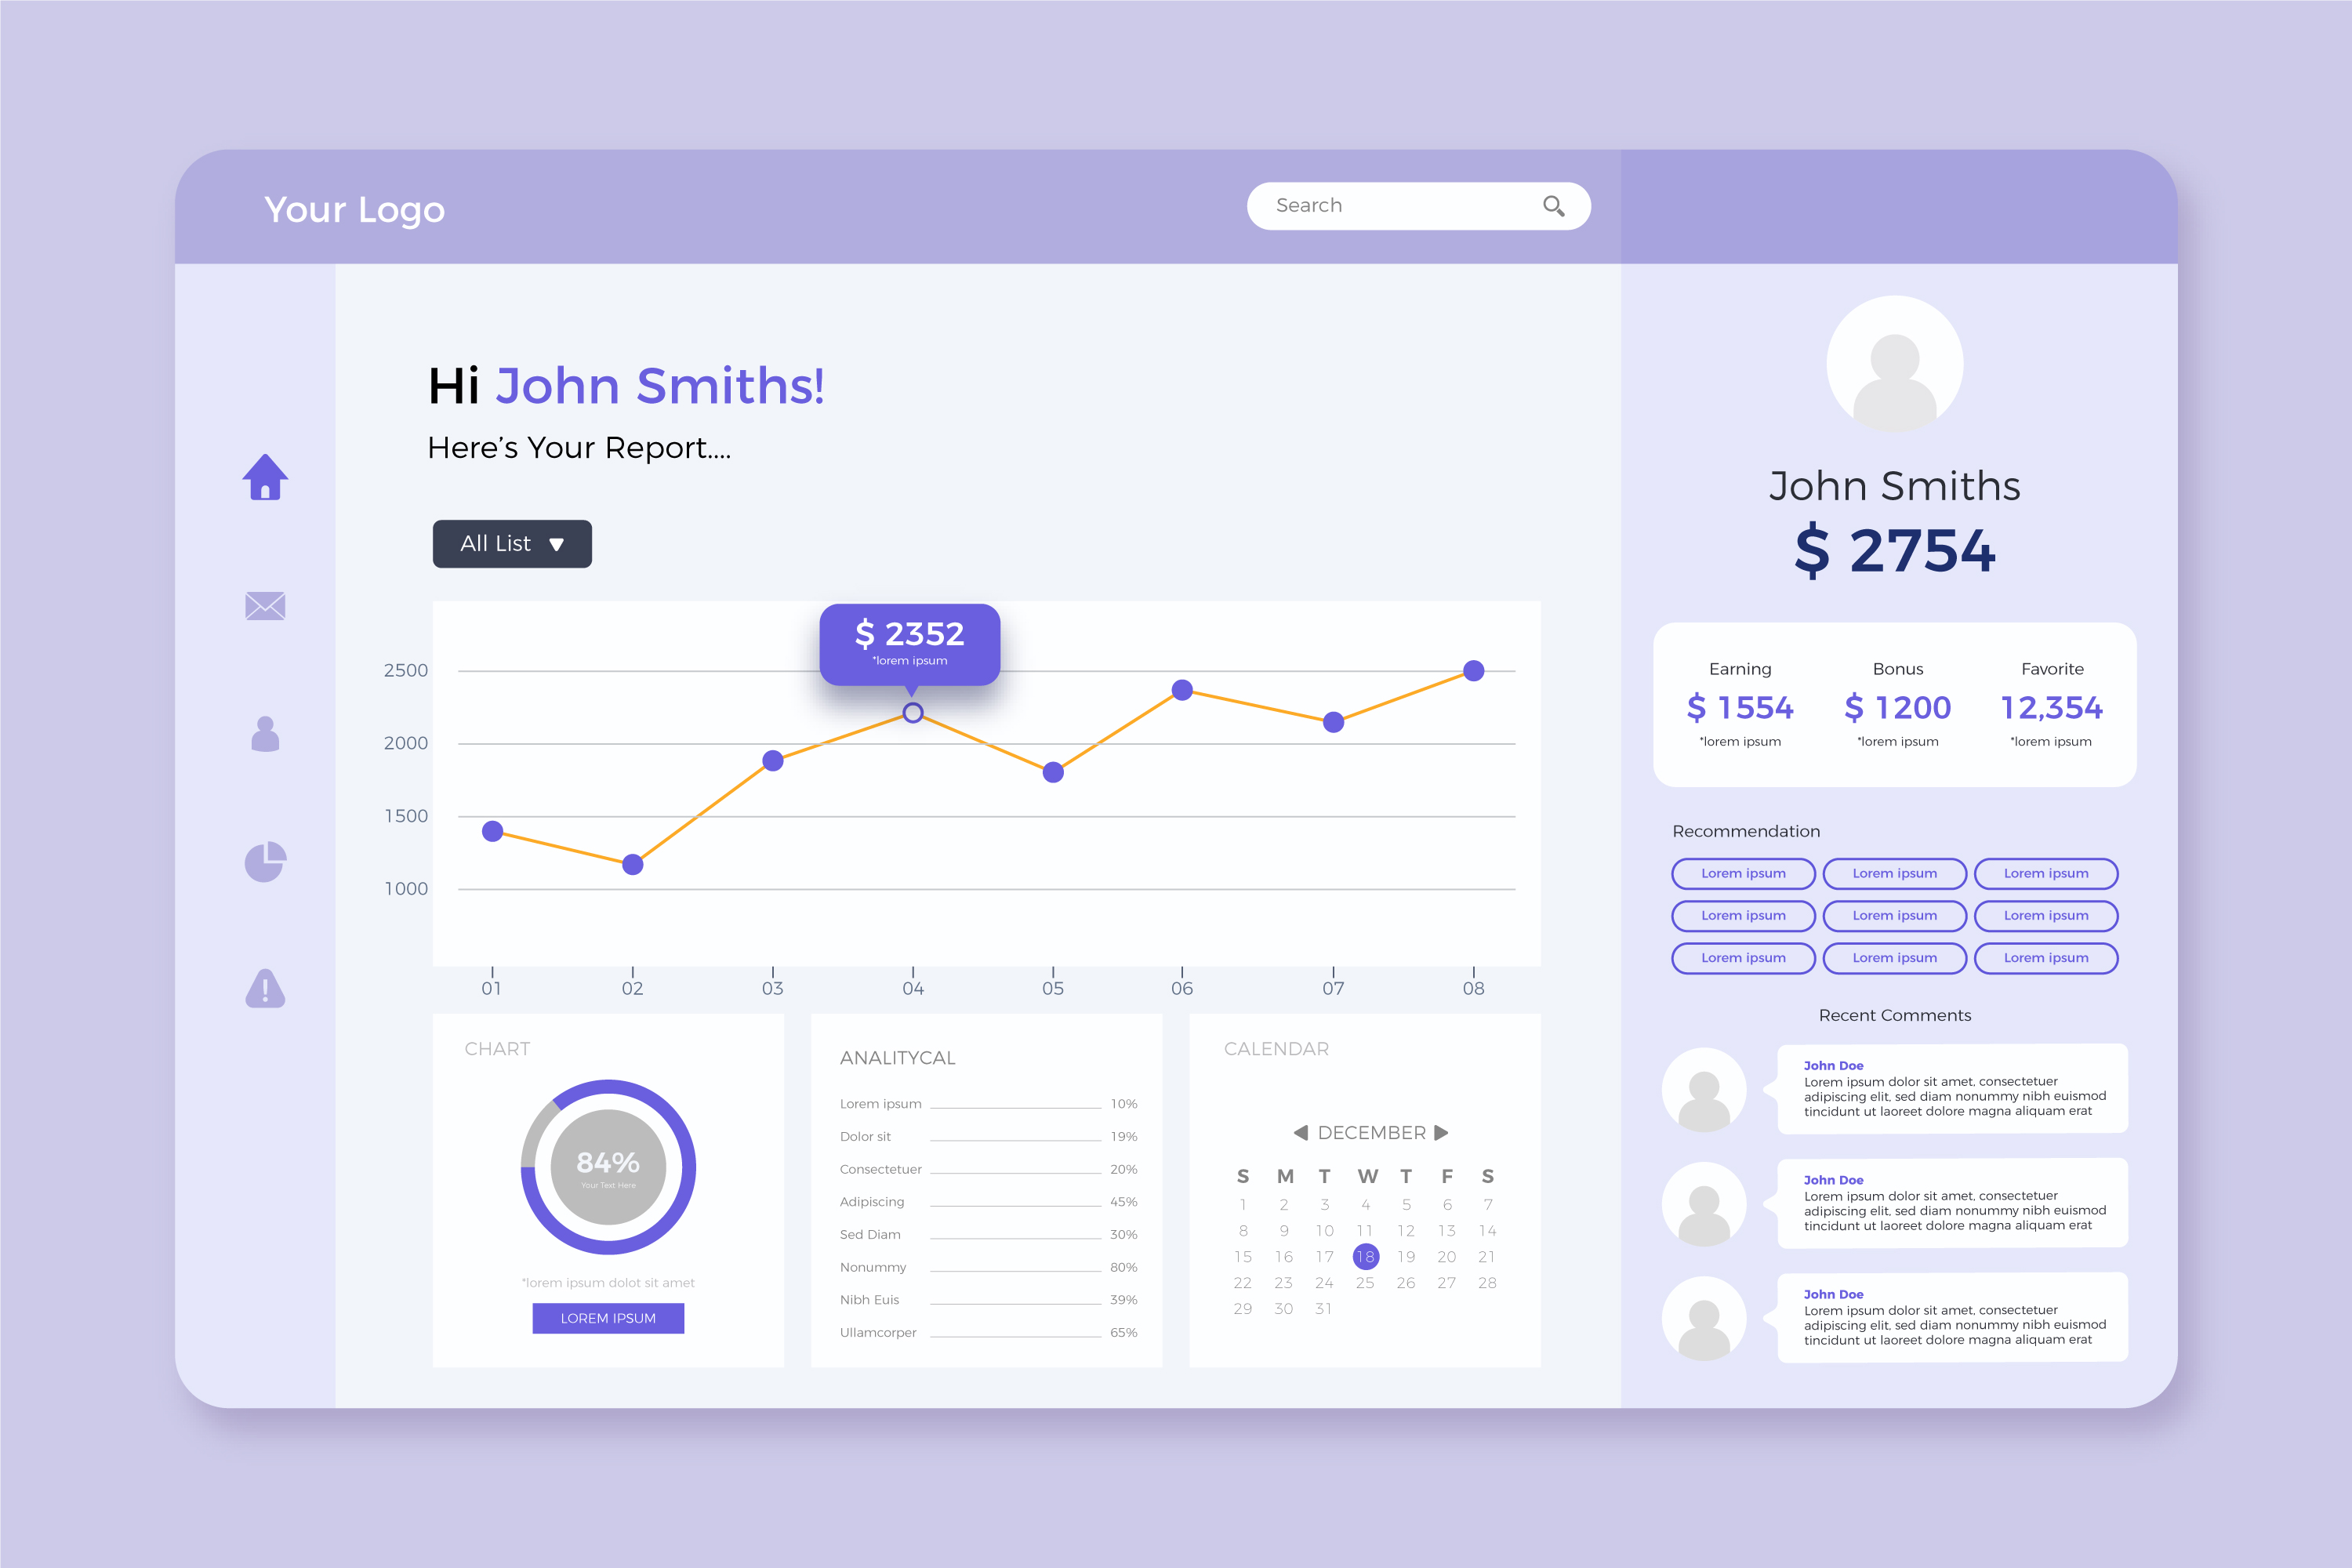 Your Logo
Search
Hi John Smiths!
Here's Your Report....
All List
$ 2352
*lorem ipsum
2500
2000
1500
1000
01 02 03 04 05 06 07 08
CHART
84%
Your Text Here
*lorem ipsum dolot sit amet
LOREM IPSUM
ANALITYCAL
Lorem ipsum 10%
Dolor sit 19%
Consectetuer 20%
Adipiscing 45%
Sed Diam 30%
Nonummy 80%
Nibh Euis 39%
Ullamcorper 65%
CALENDAR
DECEMBER
S M T W T F S
1 2 3 4 5 6 7
8 9 10 11 12 13 14
15 16 17 18 19 20 21
22 23 24 25 26 27 28
29 30 31
John Smiths
$ 2754
Earning Bonus Favorite
$ 1554 $ 1200 12,354
*lorem ipsum *lorem ipsum *lorem ipsum
Recommendation
Lorem ipsum Lorem ipsum Lorem ipsum
Lorem ipsum Lorem ipsum Lorem ipsum
Lorem ipsum Lorem ipsum Lorem ipsum
Recent Comments
John Doe
Lorem ipsum dolor sit amet, consectetuer
adipiscing elit, sed diam nonummy nibh euismod
tincidunt ut laoreet dolore magna aliquam erat
John Doe
Lorem ipsum dolor sit amet, consectetuer
adipiscing elit, sed diam nonummy nibh euismod
tincidunt ut laoreet dolore magna aliquam erat
John Doe
Lorem ipsum dolor sit amet, consectetuer
adipiscing elit, sed diam nonummy nibh euismod
tincidunt ut laoreet dolore magna aliquam erat